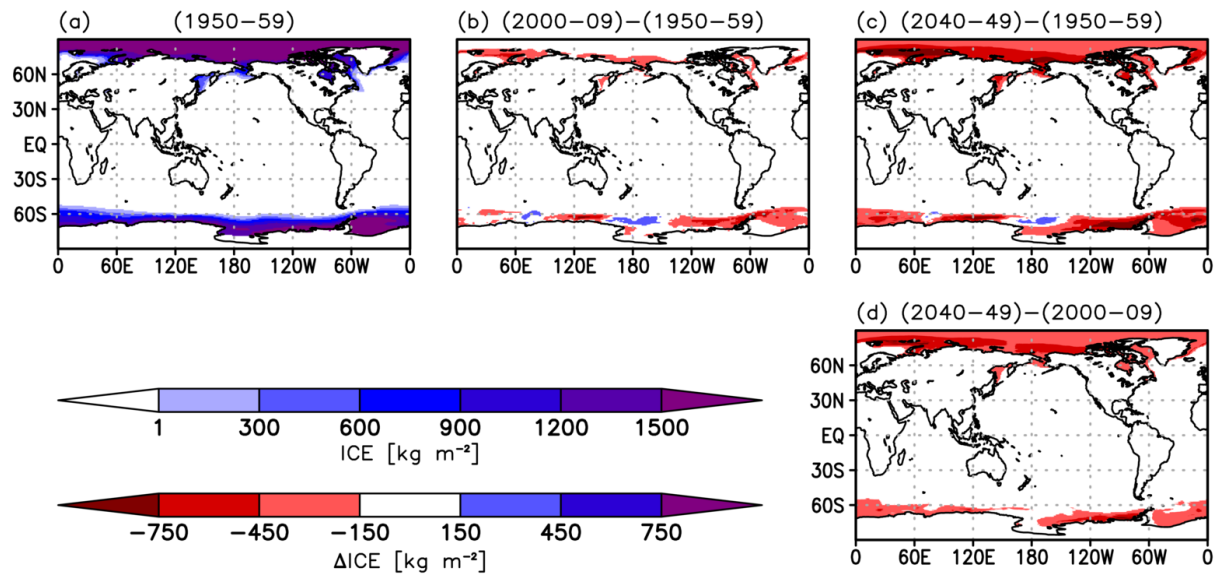 (a) (1950−59)
(b) (2000−09)−(1950−59)
(c) (2040−49)−(1950−59)
60N
30N
EQ
30S
60S
0 60E 120E 180 120W 60W 0
0 60E 120E 180 120W 60W 0
0 60E 120E 180 120W 60W 0
(d) (2040−49)−(2000−09)
60N
30N
EQ
30S
60S
0 60E 120E 180 120W 60W 0
1 300 600 900 1200 1500
ICE [kg m⁻²]
−750 −450 −150 150 450 750
ΔICE [kg m⁻²]